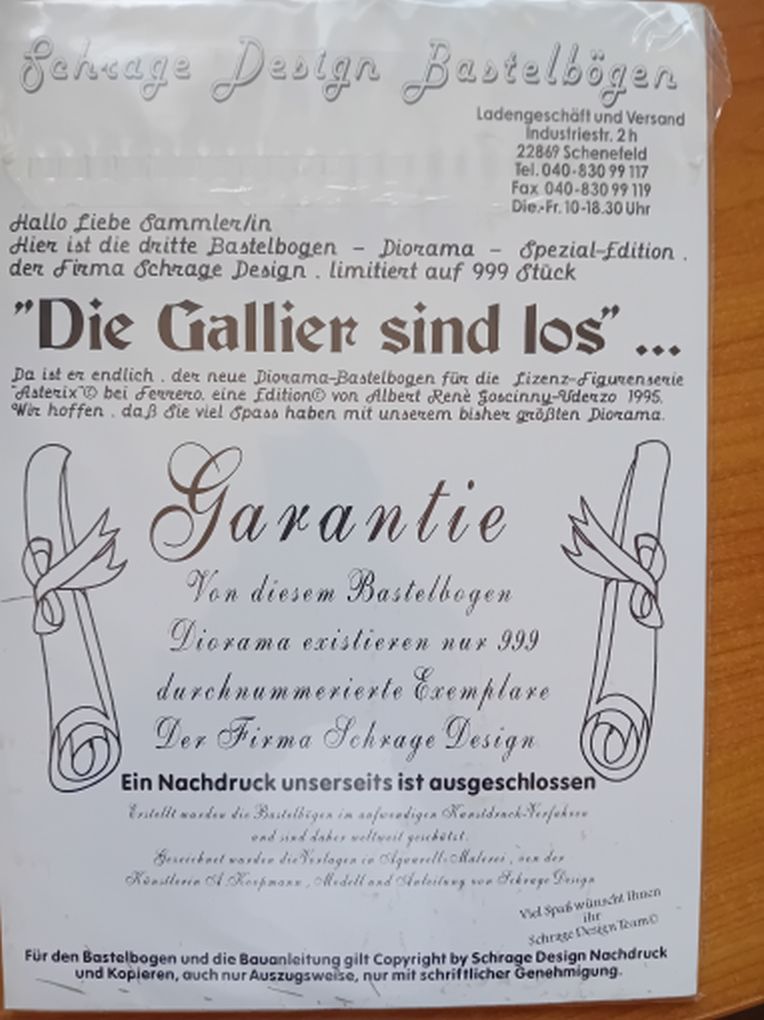 Schrage Design Bastelbögen
Ladengeschäft und Versand
Industriestr. 2 h
22869 Schenefeld
Tel. 040-830 99 117
Fax 040-830 99 119
Die.-Fr. 10-18.30 Uhr
Hallo Liebe Sammler/in
Hier ist die dritte Bastelbogen - Diorama - Spezial-Edition .
der Firma Schrage Design . limitiert auf 999 Stück
"Die Gallier sind los" ...
Da ist er endlich . der neue Diorama-Bastelbogen für die Lizenz-Figurenserie
"Asterix"© bei Ferrero. eine Edition© von Albert Renè Goscinny-Uderzo 1995.
Wir hoffen . daß Sie viel Spass haben mit unserem bisher größten Diorama.
Garantie
Von diesem Bastelbogen
Diorama existieren nur 999
durchnummerierte Exemplare
Der Firma Schrage Design
Ein Nachdruck unserseits ist ausgeschlossen
Erstellt wurden die Bastelbögen im aufwendigen Kunstdruck-Verfahren
und sind daher weltweit geschützt.
Gezeichnet wurden die Vorlagen in Aquarell-Malerei , von der
Künstlerin A. Koopmann , Modell und Anleitung von Schrage Design
Viel Spaß wünscht Ihnen
ihr
Schrage Design Team©
Für den Bastelbogen und die Bauanleitung gilt Copyright by Schrage Design Nachdruck
und Kopieren, auch nur Auszugsweise, nur mit schriftlicher Genehmigung.